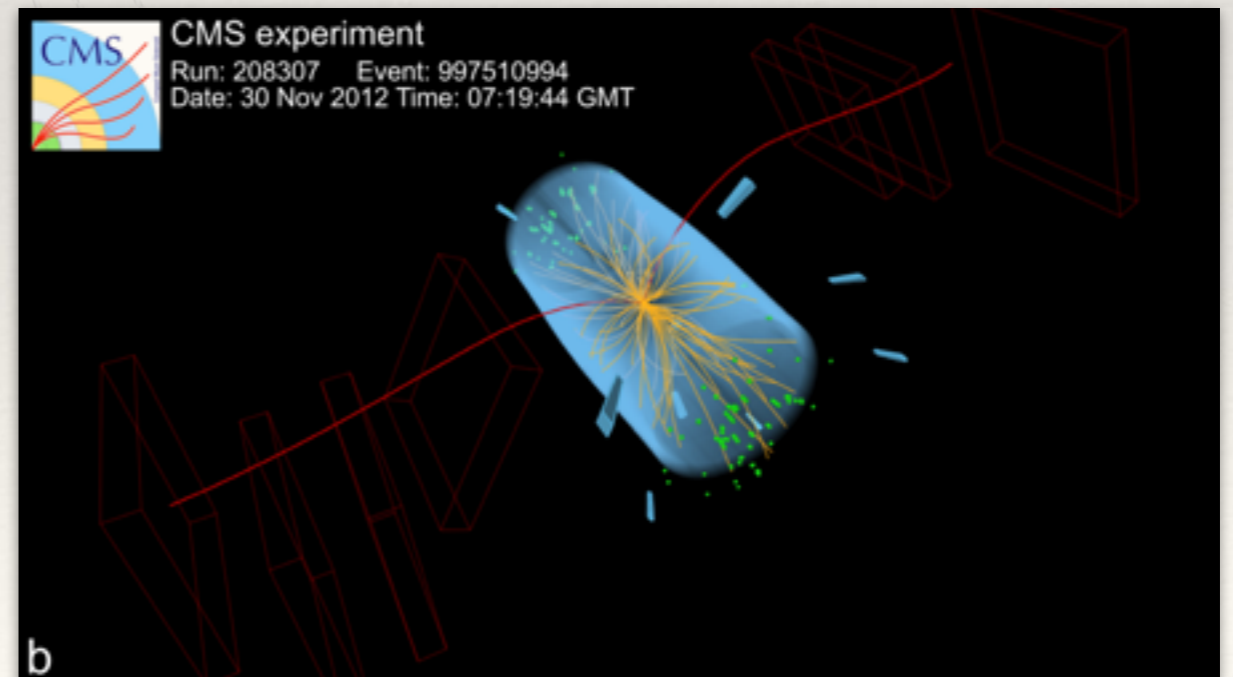 CMS
CMS experiment
Run: 208307 Event: 997510994
Date: 30 Nov 2012 Time: 07:19:44 GMT
b